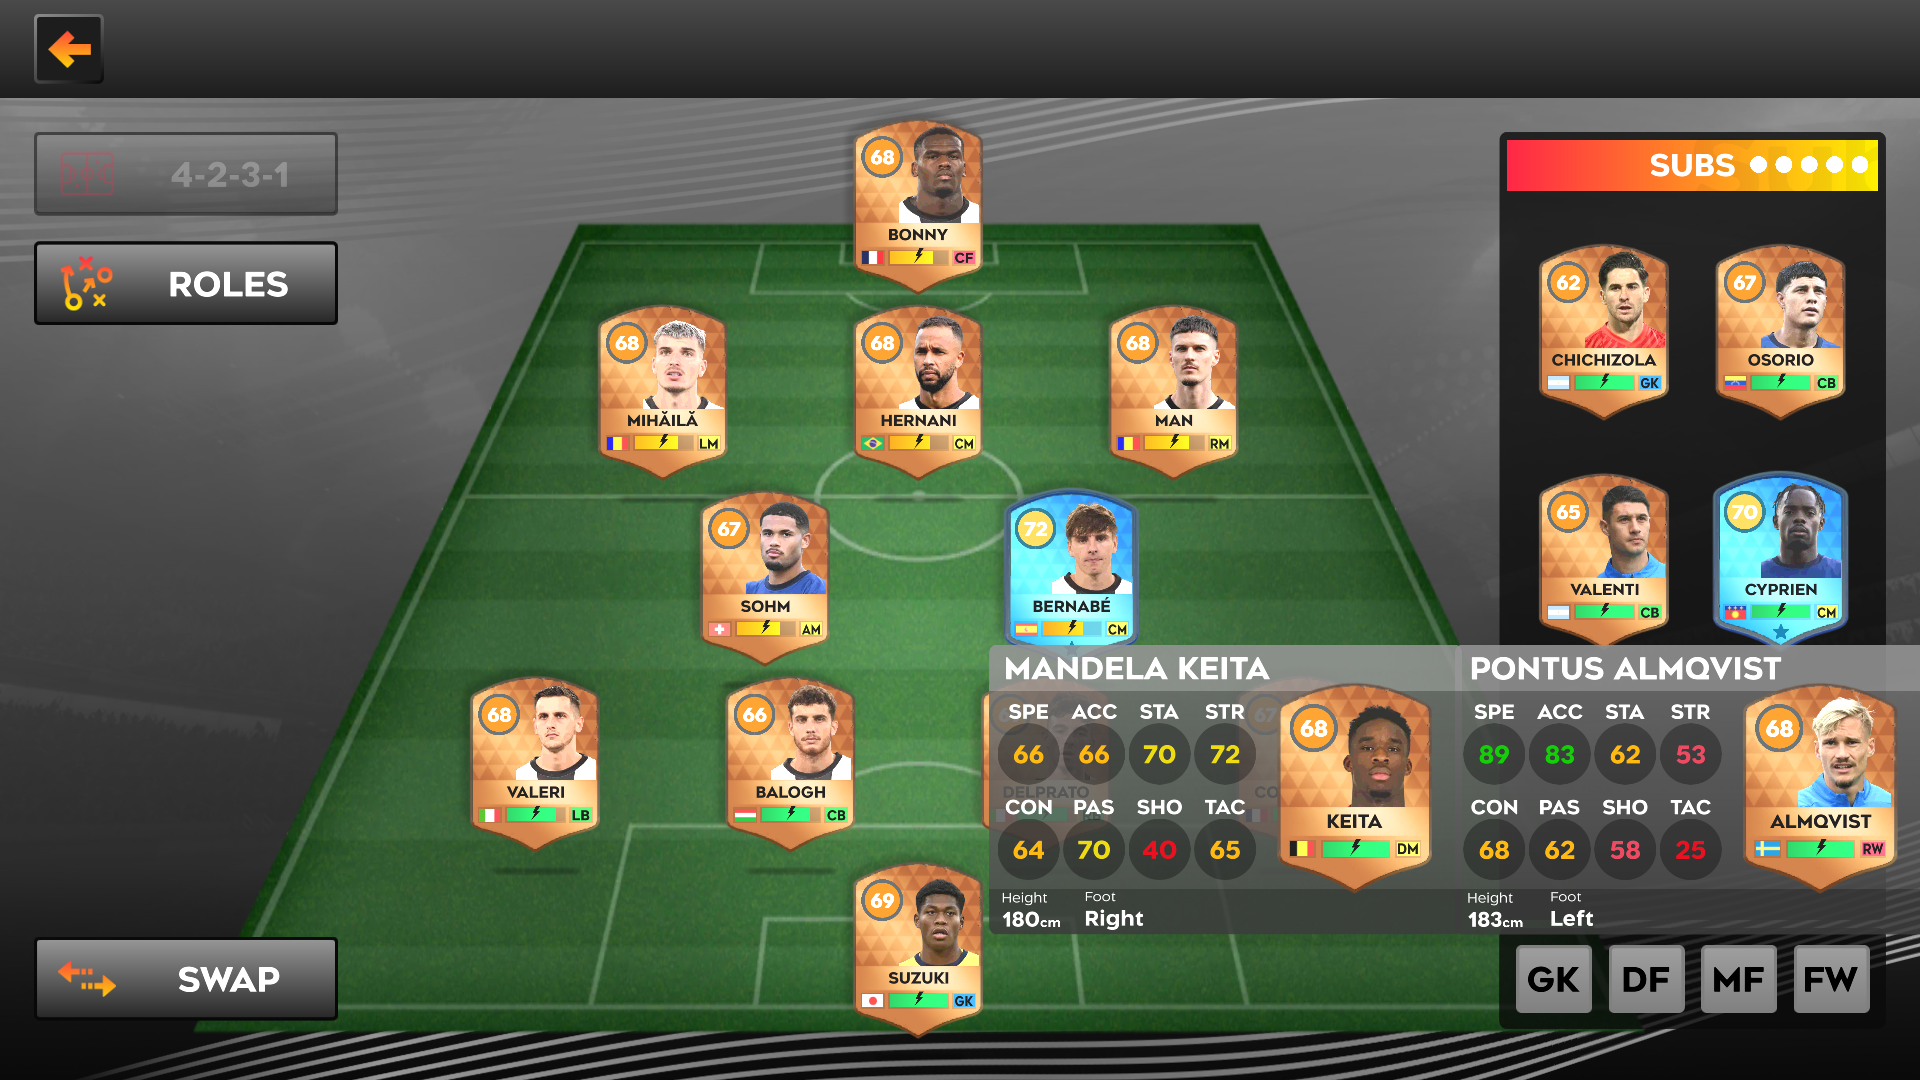 4-2-3-1
ROLES
SWAP
68
BONNY
CF
68
MIHĂILĂ
LM
68
HERNANI
CM
68
MAN
RM
67
SOHM
AM
72
BERNABÉ
CM
68
VALERI
LB
66
BALOGH
CB
DELPRATO
67
CO
69
SUZUKI
GK
SUBS
62
CHICHIZOLA
GK
67
OSORIO
CB
65
VALENTI
CB
70
CYPRIEN
CM
MANDELA KEITA
SPE ACC STA STR
66 66 70 72
CON PAS SHO TAC
64 70 40 65
Height Foot
180cm Right
68
KEITA
DM
PONTUS ALMQVIST
SPE ACC STA STR
89 83 62 53
CON PAS SHO TAC
68 62 58 25
Height Foot
183cm Left
68
ALMQVIST
RW
GK DF MF FW